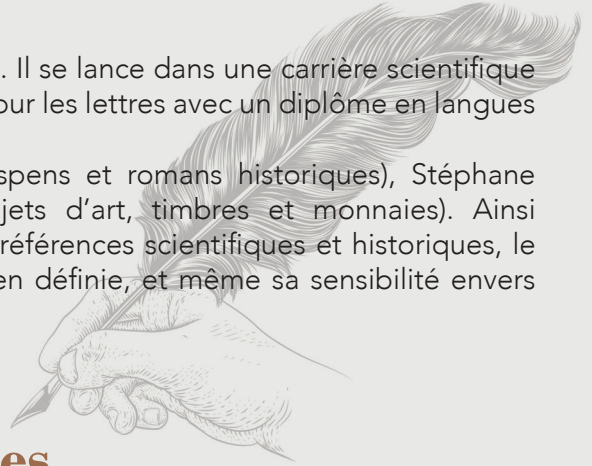 . Il se lance dans une carrière scientifique
our les lettres avec un diplôme en langues
spens et romans historiques), Stéphane
jets d'art, timbres et monnaies). Ainsi
références scientifiques et historiques, le
en définie, et même sa sensibilité envers
es